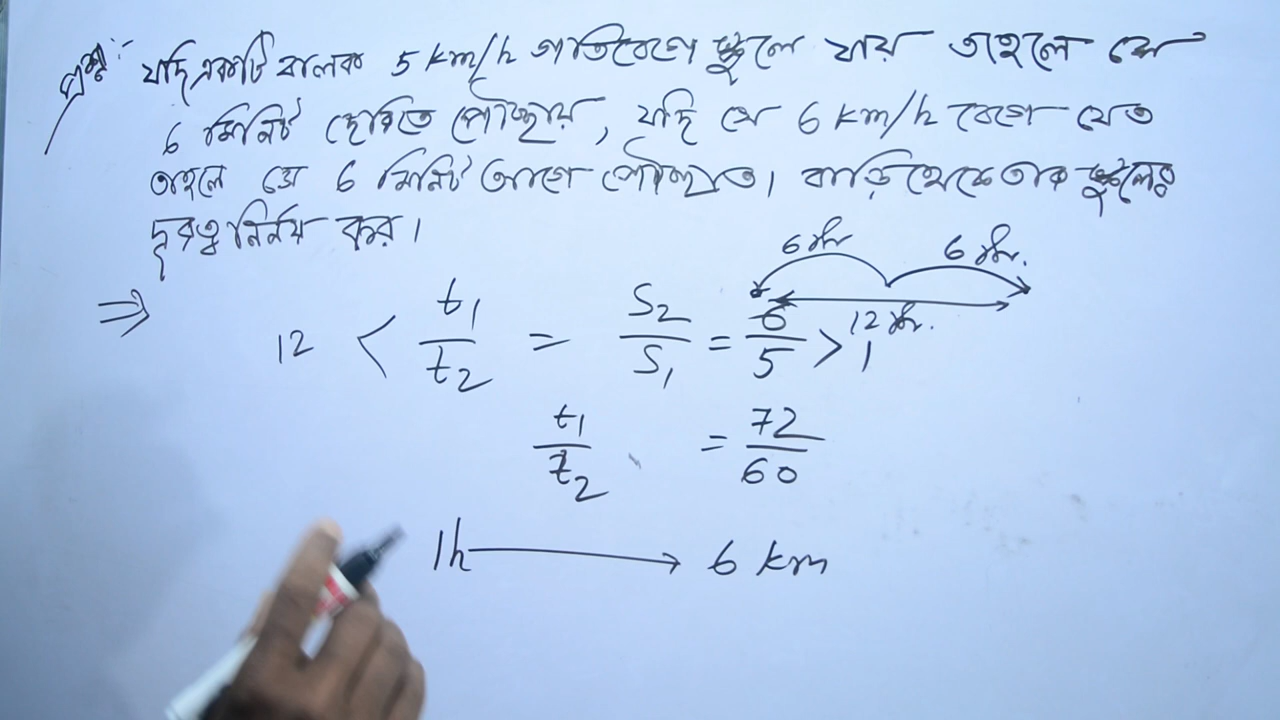 প্রশ্ন :- যদি একটি বালক 5 km/h গতিবেগে স্কুলে যায় তাহলে সে
6 মিনিট দেরিতে পৌছায়, যদি সে 6 km/h বেগে যেত
তাহলে সে 6 মিনিট আগে পৌছাত। বাড়ি থেকে তার স্কুলের
দূরত্ব নির্নয় কর।
6 মি. 6 মি.
⇒ 12 < t₁/t₂ = S₂/S₁ = 6/5 > 1
12 মি.
t₁/t₂ = 72/60
1h → 6 km